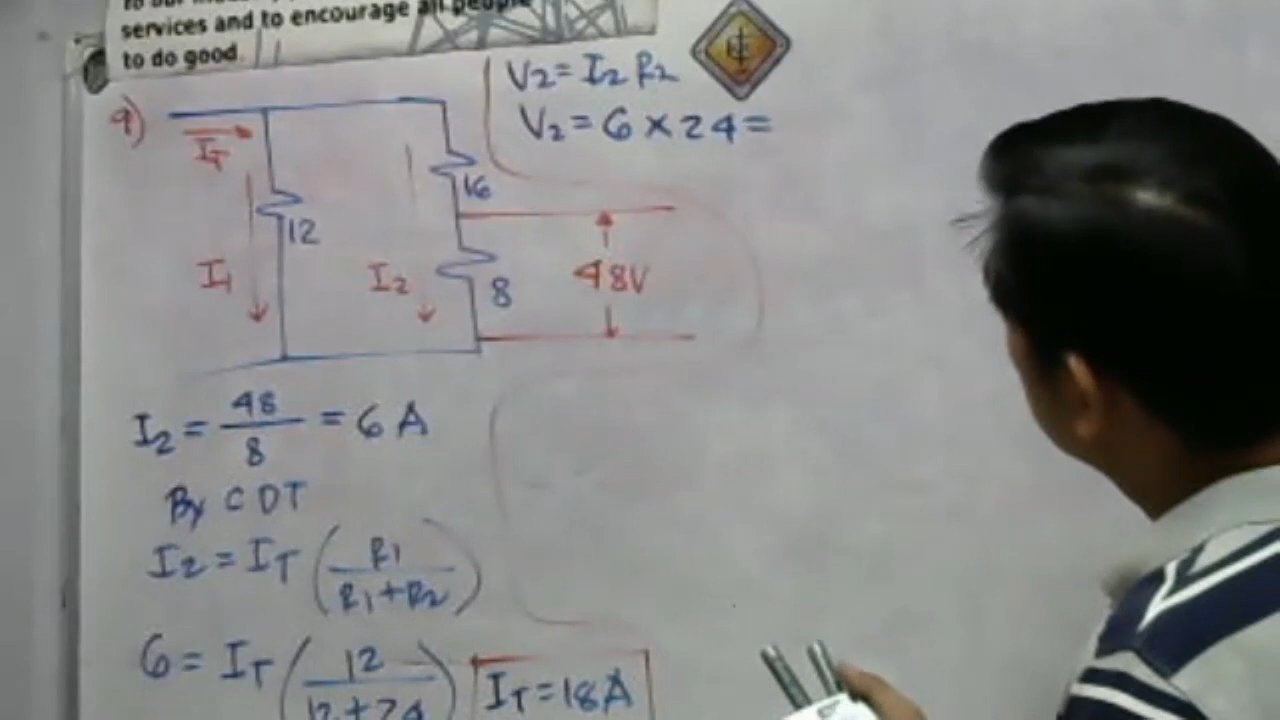 services and to encourage all people
to do good.
9)
IT
I1
12
I2
16
8
48V
V2 = I2 R2
V2 = 6 × 24 =
I2 = 48/8 = 6 A
By CDT
I2 = IT (R1/(R1+R2))
6 = IT (12/(12+24)) IT = 18A